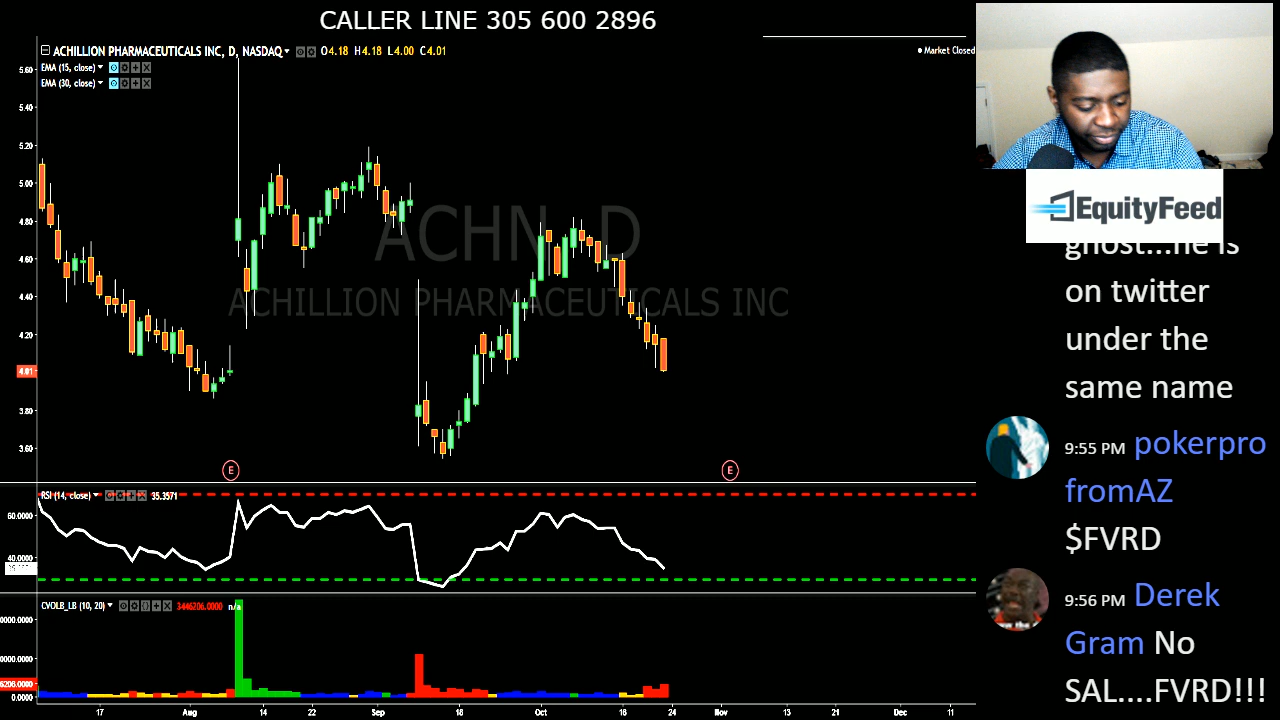 CALLER LINE 305 600 2896
ACHILLION PHARMACEUTICALS INC, D, NASDAQ O4.18 H4.18 L4.00 C4.01
Market Closed
EMA (15, close)
EMA (30, close)
5.60
5.40
5.20
5.00
4.80
4.60
4.40
4.20
4.01
3.80
3.60
ACHN, D
ACHILLION PHARMACEUTICALS INC
E
E
RSI (14, close) 35.3571
60.0000
40.0000
CVOLB_LB (10, 20) 3446206.0000 n/a
0.0000
17
Aug
14
22
Sep
18
Oct
16
24
Nov
13
21
Dec
11
EquityFeed
ghost...he is
on twitter
under the
same name
9:55 PM pokerpro
fromAZ
$FVRD
9:56 PM Derek
Gram No
SAL....FVRD!!!